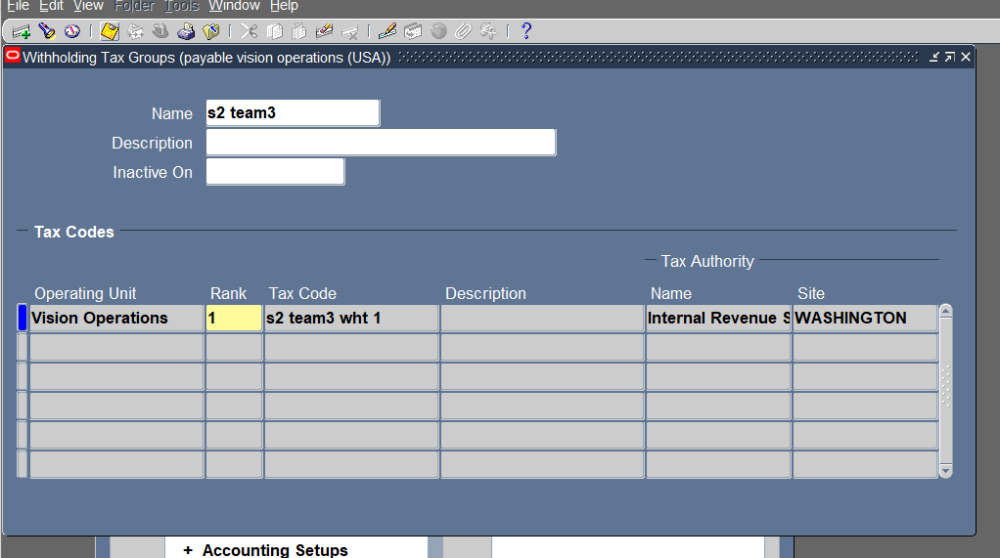 File Edit View Folder Tools Window Help
?
Withholding Tax Groups (payable vision operations (USA))
Name s2 team3
Description
Inactive On
Tax Codes
Tax Authority
Operating Unit Rank Tax Code Description Name Site
Vision Operations 1 s2 team3 wht 1 Internal Revenue S WASHINGTON
+ Accounting Setups